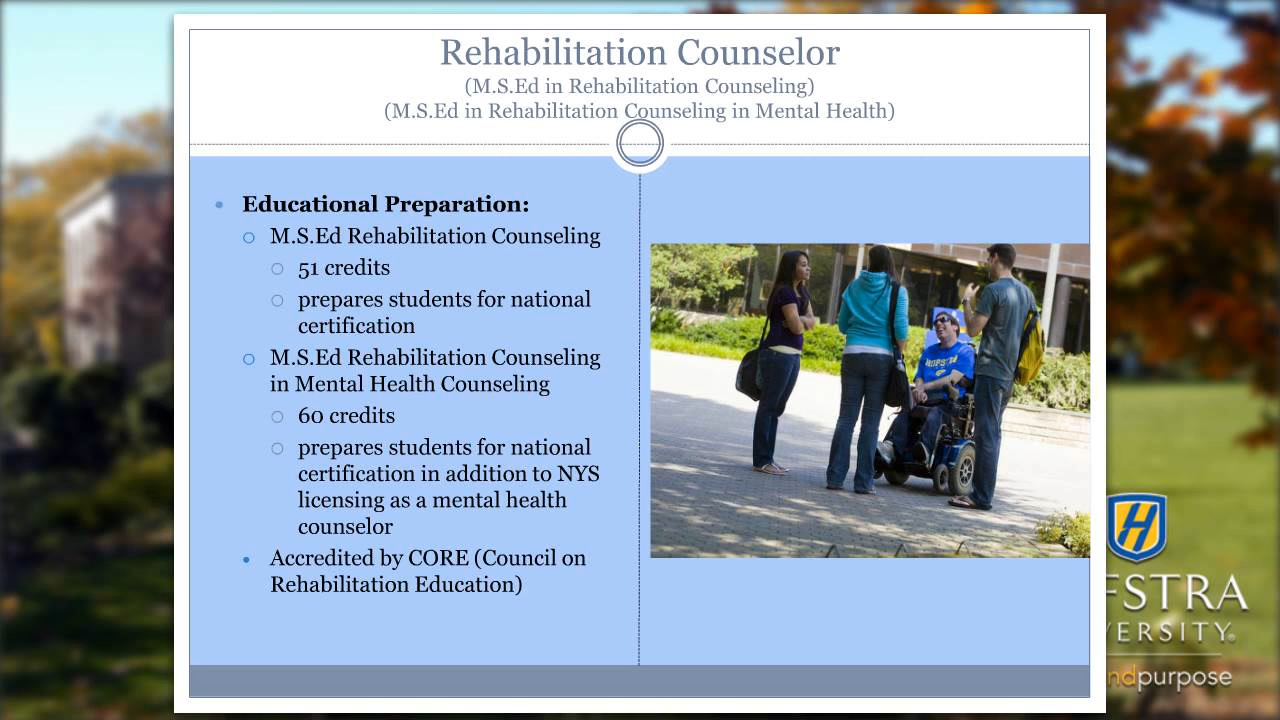 Rehabilitation Counselor
(M.S.Ed in Rehabilitation Counseling)
(M.S.Ed in Rehabilitation Counseling in Mental Health)
Educational Preparation:
M.S.Ed Rehabilitation Counseling
51 credits
prepares students for national
certification
M.S.Ed Rehabilitation Counseling
in Mental Health Counseling
60 credits
prepares students for national
certification in addition to NYS
licensing as a mental health
counselor
Accredited by CORE (Council on
Rehabilitation Education)
H
FSTRA
VERSITY®
ndpurpose